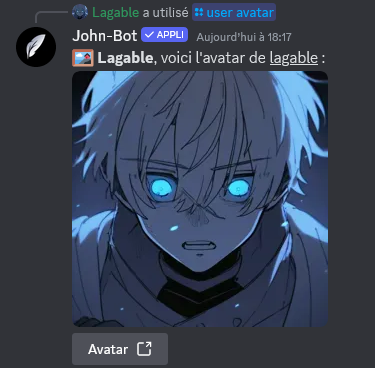 Lagable a utilisé user avatar
John-Bot APPLI Aujourd'hui à 18:17
Lagable, voici l'avatar de lagable :
Avatar